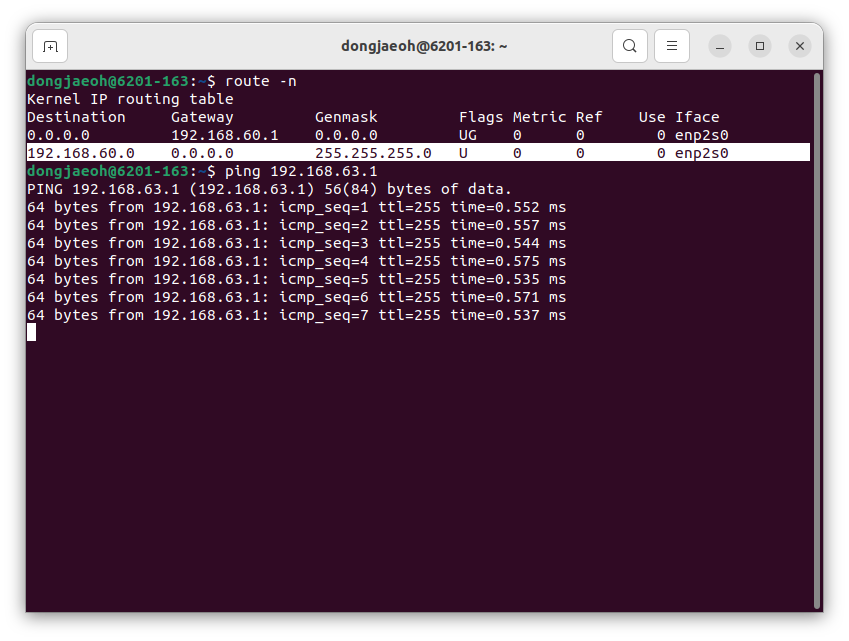 dongjaeoh@6201-163: ~
dongjaeoh@6201-163:~$ route -n
Kernel IP routing table
Destination     Gateway         Genmask         Flags Metric Ref    Use Iface
0.0.0.0         192.168.60.1    0.0.0.0         UG    0      0        0 enp2s0
192.168.60.0    0.0.0.0         255.255.255.0   U     0      0        0 enp2s0
dongjaeoh@6201-163:~$ ping 192.168.63.1
PING 192.168.63.1 (192.168.63.1) 56(84) bytes of data.
64 bytes from 192.168.63.1: icmp_seq=1 ttl=255 time=0.552 ms
64 bytes from 192.168.63.1: icmp_seq=2 ttl=255 time=0.557 ms
64 bytes from 192.168.63.1: icmp_seq=3 ttl=255 time=0.544 ms
64 bytes from 192.168.63.1: icmp_seq=4 ttl=255 time=0.575 ms
64 bytes from 192.168.63.1: icmp_seq=5 ttl=255 time=0.535 ms
64 bytes from 192.168.63.1: icmp_seq=6 ttl=255 time=0.571 ms
64 bytes from 192.168.63.1: icmp_seq=7 ttl=255 time=0.537 ms